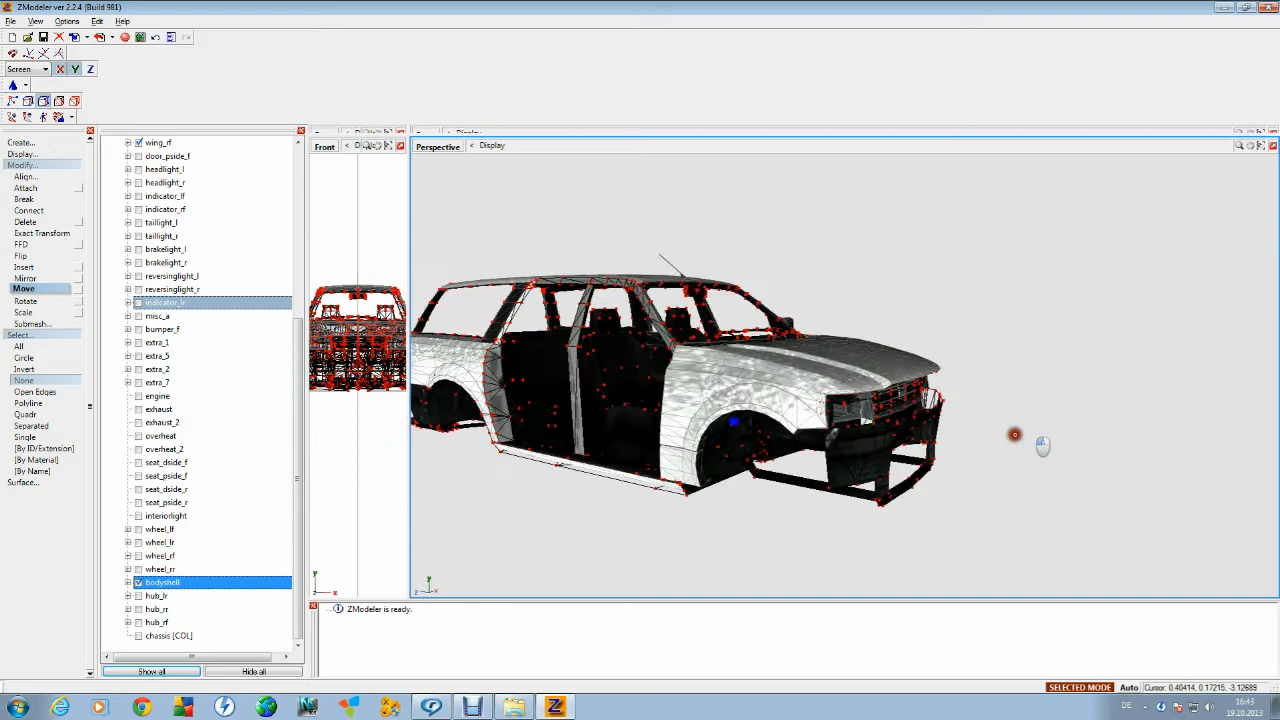 ZModeler ver 2.2.4 (Build 981)
File View Options Edit Help
Screen X Y Z
Create...
Display...
Modify...
Align...
Attach
Break
Connect
Delete
Exact Transform
FFD
Flip
Insert
Mirror
Move
Rotate
Scale
Submesh...
Select...
All
Circle
Invert
None
Open Edges
Polyline
Quadr
Separated
Single
[By ID/Extension]
[By Material]
[By Name]
Surface...
wing_rf
door_pside_f
headlight_l
headlight_r
indicator_lf
indicator_rf
taillight_l
taillight_r
brakelight_l
brakelight_r
reversinglight_l
reversinglight_r
indicator_lr
misc_a
bumper_f
extra_1
extra_5
extra_2
extra_7
engine
exhaust
exhaust_2
overheat
overheat_2
seat_dside_f
seat_pside_f
seat_dside_r
seat_pside_r
interiorlight
wheel_lf
wheel_lr
wheel_rf
wheel_rr
bodyshell
hub_lr
hub_rr
hub_rf
chassis [COL]
Show all Hide all
Front
Perspective < Display
ZModeler is ready.
SELECTED MODE Auto Cursor: 0.40414, 0.17215, -3.12689
DE 16:43
19.10.2013